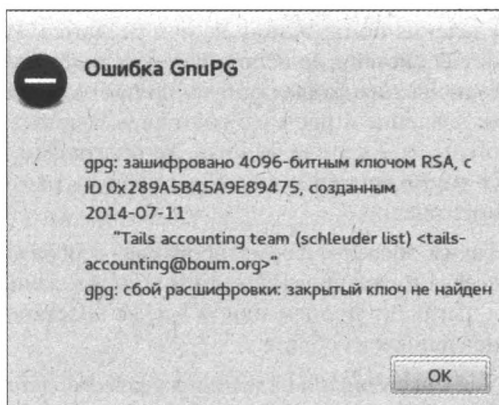 Ошибка GnuPG
gpg: зашифровано 4096-битным ключом RSA, с
ID 0x289A5B45A9E89475, созданным
2014-07-11
"Tails accounting team (schleuder list) <tails-
accounting@boum.org>"
gpg: сбой расшифровки: закрытый ключ не найден
OK